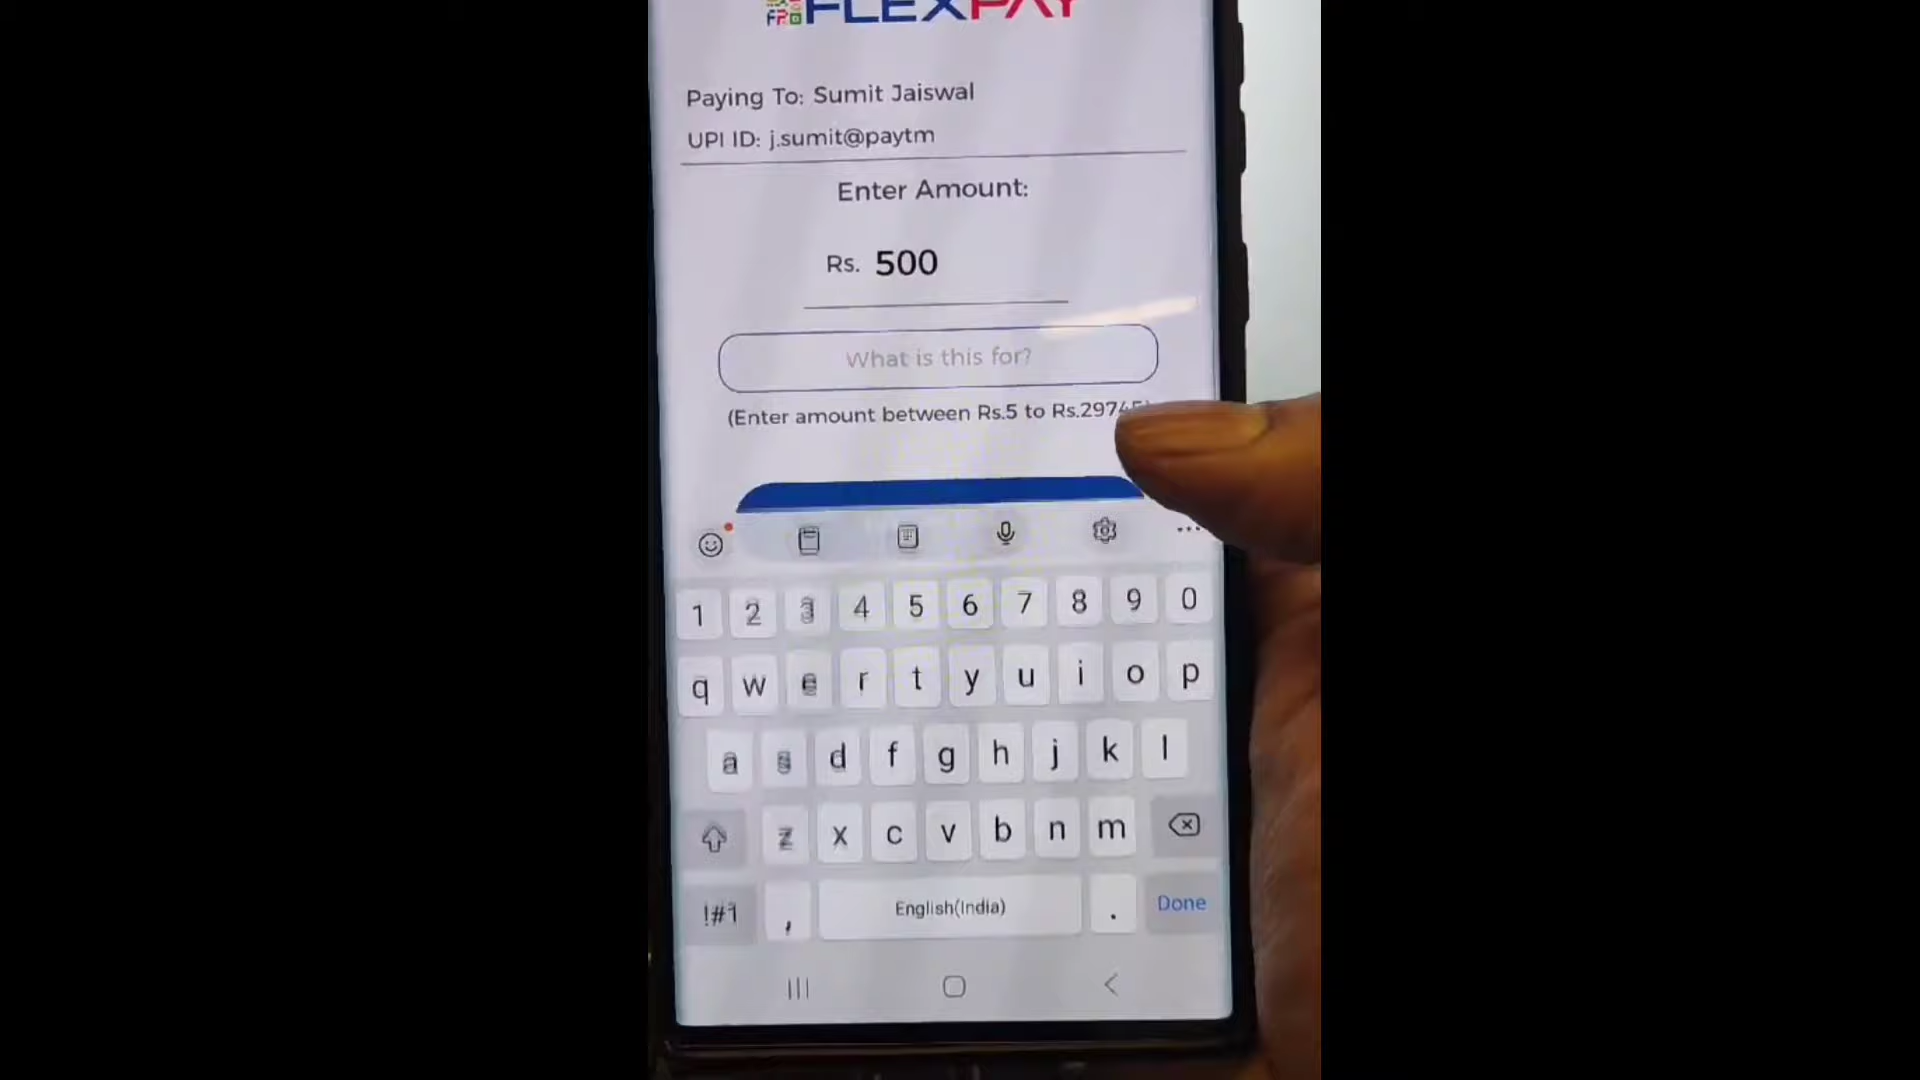 FLEXPAY
Paying To: Sumit Jaiswal
UPI ID: j.sumit@paytm
Enter Amount:
Rs. 500
What is this for?
(Enter amount between Rs.5 to Rs.29745)
1 2 3 4 5 6 7 8 9 0
q w e r t y u i o p
a s d f g h j k l
z x c v b n m
!#1 , English(India) . Done